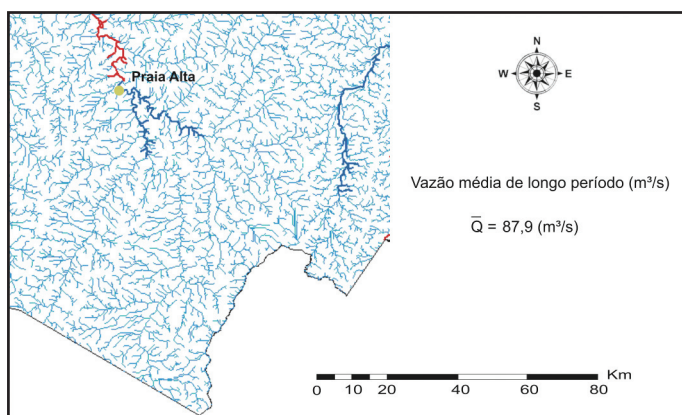 Praia Alta
N
W E
S
Vazão média de longo período (m³/s)
Q̅ = 87,9 (m³/s)
Km
0 10 20 40 60 80